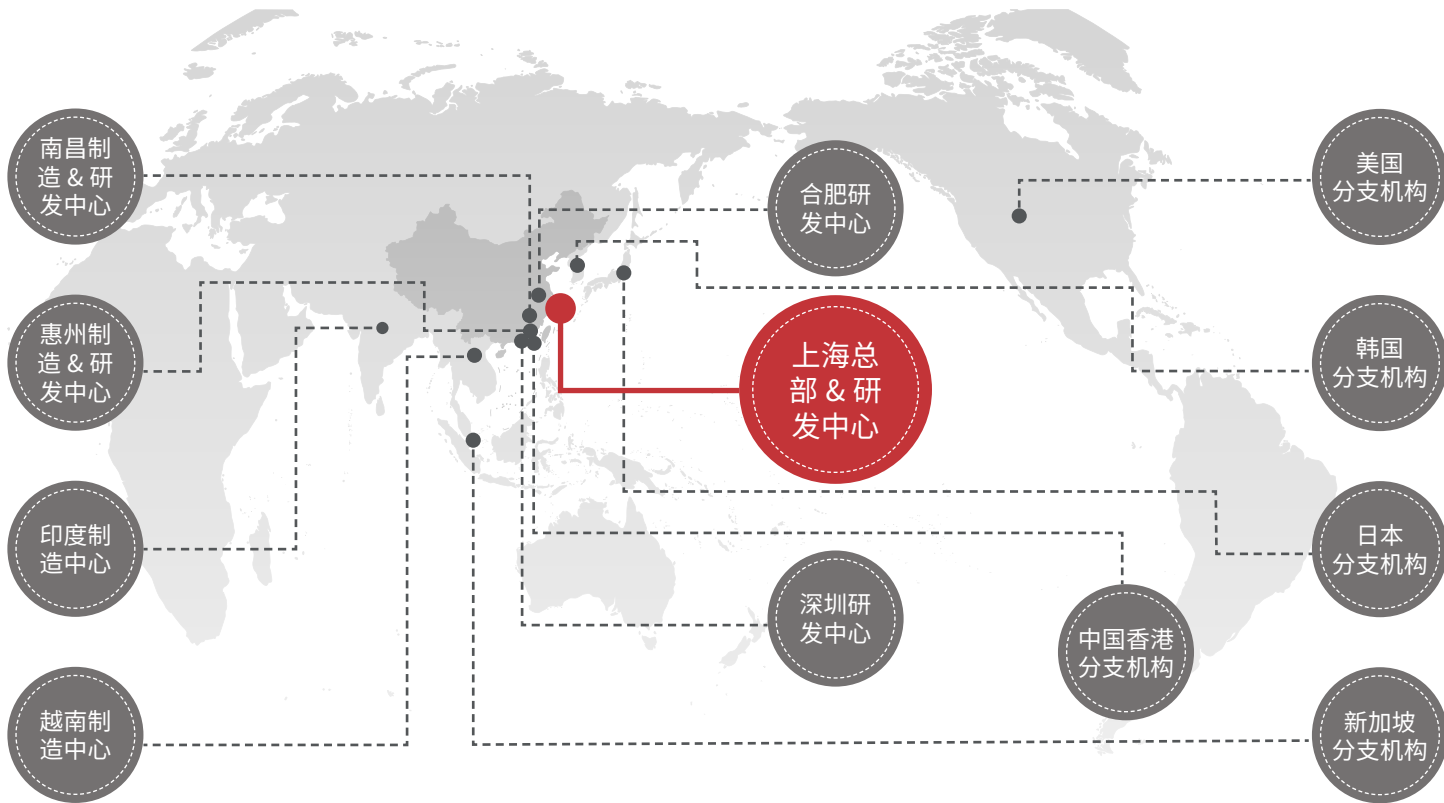 南昌制
造 & 研
发中心
惠州制
造 & 研
发中心
印度制
造中心
越南制
造中心
合肥研
发中心
上海总
部 & 研
发中心
深圳研
发中心
中国香港
分支机构
美国
分支机构
韩国
分支机构
日本
分支机构
新加坡
分支机构